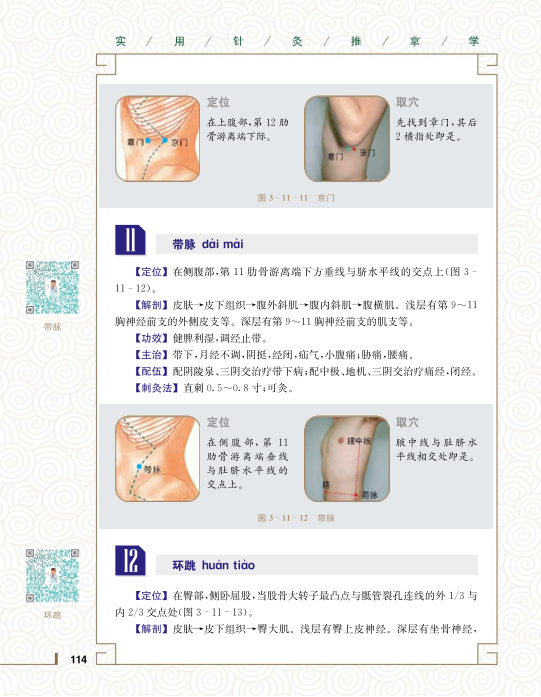 实 / 用 / 针 / 灸 / 推 / 拿 / 学
定位
在上腹部,第 12 肋
骨游离端下际。
章门
京门
取穴
先找到章门,其后
2 横指处即是。
章门
京门
图 3-11-11 京门
11
带脉 dài mài
【定位】在侧腹部,第 11 肋骨游离端下方垂线与脐水平线的交点上(图 3-
11-12)。
【解剖】皮肤→皮下组织→腹外斜肌→腹内斜肌→腹横肌。浅层有第 9～11
胸神经前支的外侧皮支等。深层有第 9～11 胸神经前支的肌支等。
【功效】健脾利湿,调经止带。
【主治】带下,月经不调,阴挺,经闭,疝气,小腹痛;胁痛,腰痛。
【配伍】配阴陵泉、三阴交治疗带下病;配中极、地机、三阴交治疗痛经,闭经。
【刺灸法】直刺 0.5～0.8 寸;可灸。
带脉
定位
在侧腹部,第 11
肋骨游离端垂线
与肚脐水平线的
交点上。
带脉
取穴
腋中线与肚脐水
平线相交处即是。
腋中线
脐
带脉
图 3-11-12 带脉
12
环跳 huán tiào
【定位】在臀部,侧卧屈股,当股骨大转子最凸点与骶管裂孔连线的外 1/3 与
内 2/3 交点处(图 3-11-13)。
【解剖】皮肤→皮下组织→臀大肌。浅层有臀上皮神经。深层有坐骨神经,
环跳
114